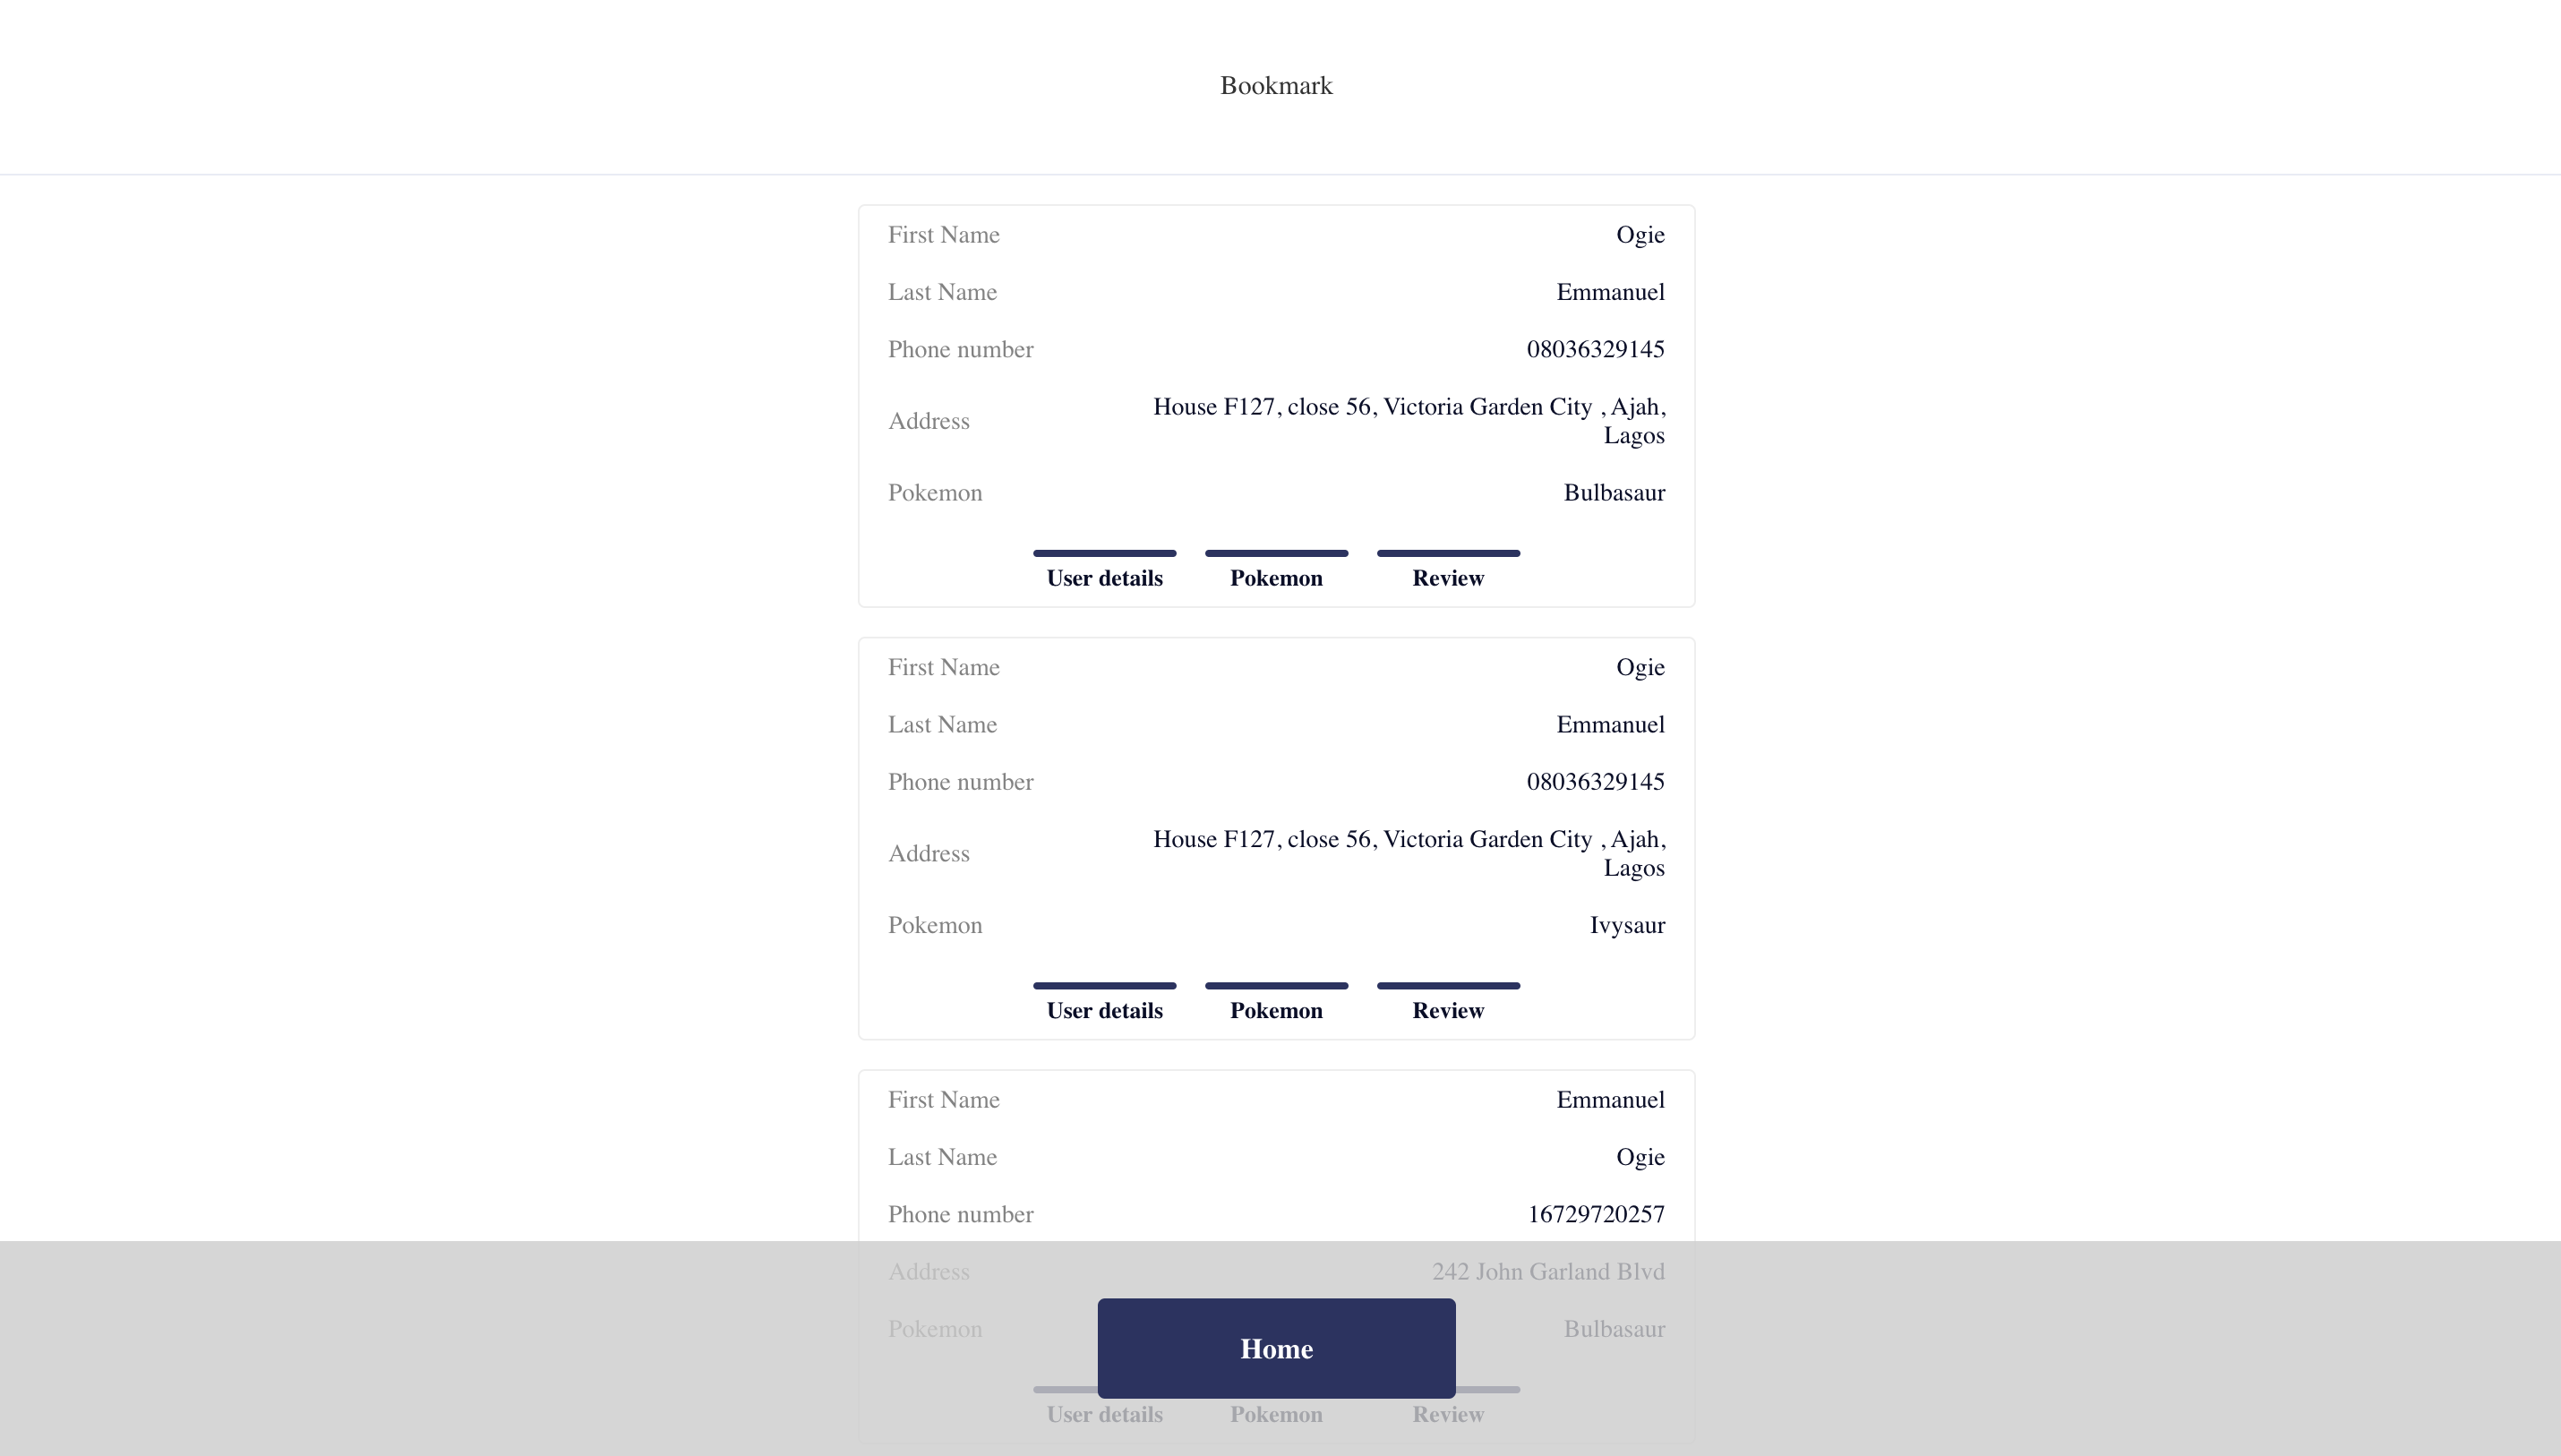 Bookmark
First Name Ogie
Last Name Emmanuel
Phone number 08036329145
Address House F127, close 56, Victoria Garden City , Ajah,
Lagos
Pokemon Bulbasaur
User details Pokemon Review
First Name Ogie
Last Name Emmanuel
Phone number 08036329145
Address House F127, close 56, Victoria Garden City , Ajah,
Lagos
Pokemon Ivysaur
User details Pokemon Review
First Name Emmanuel
Last Name Ogie
Phone number 16729720257
Address 242 John Garland Blvd
Pokemon Bulbasaur
Home
User details Pokemon Review